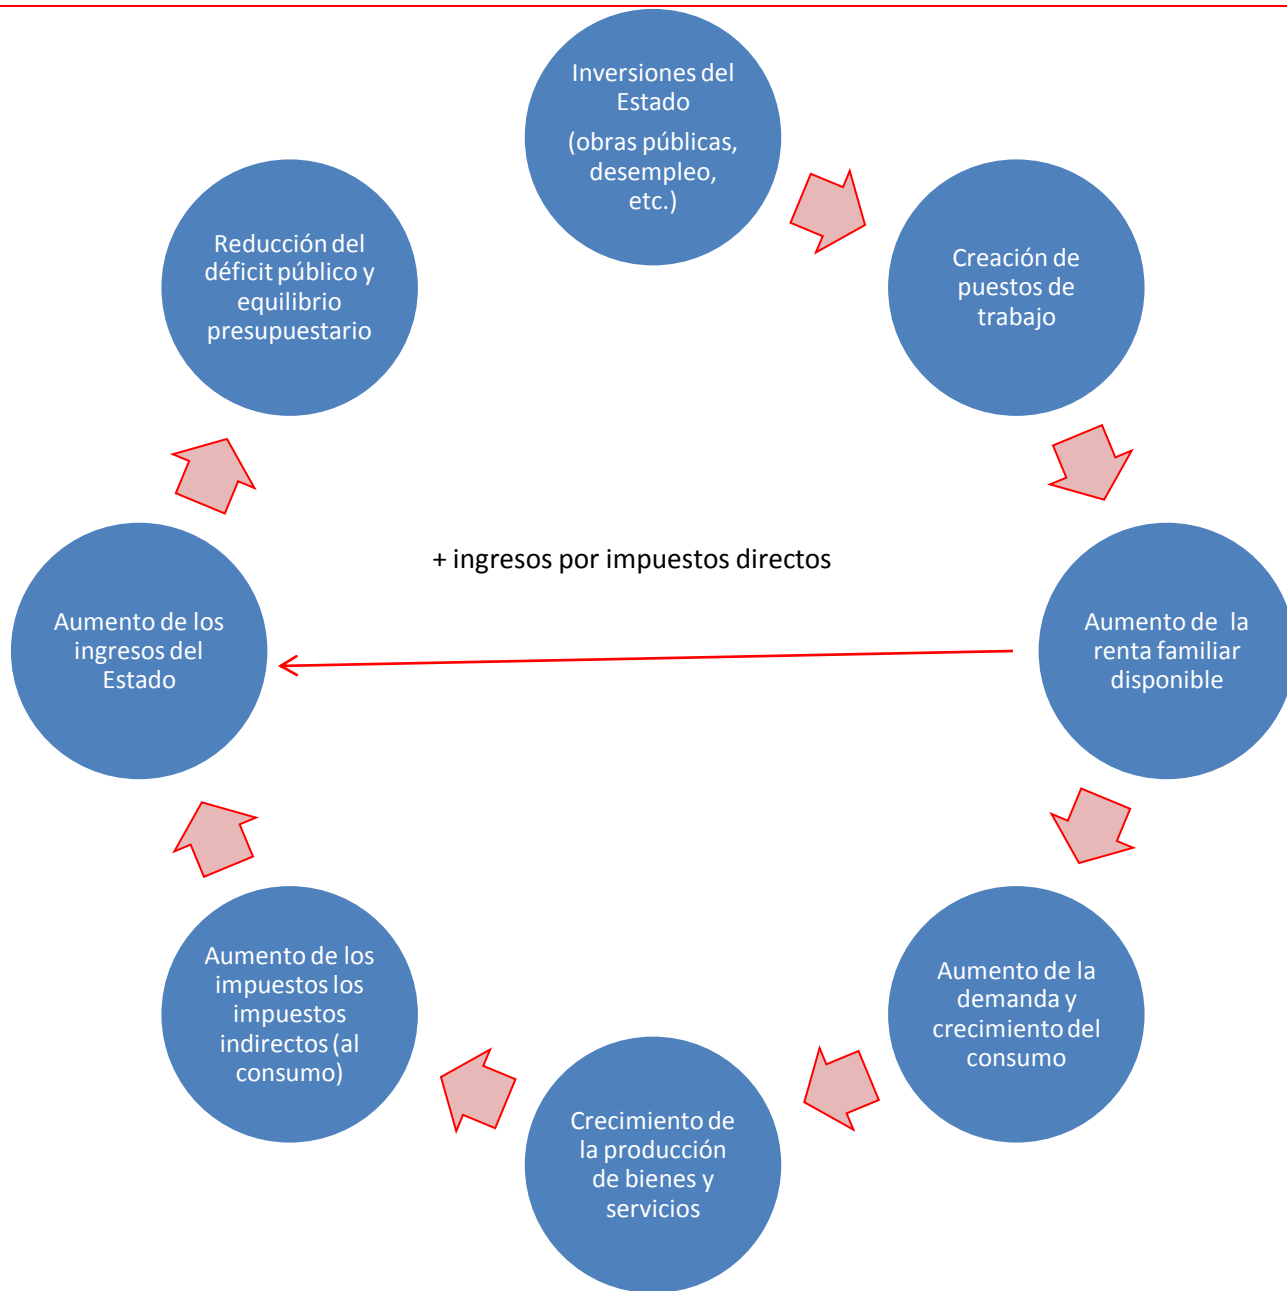 Inversiones del
Estado
(obras públicas,
desempleo,
etc.)
Creación de
puestos de
trabajo
Aumento de la
renta familiar
disponible
Aumento de la
demanda y
crecimiento del
consumo
Crecimiento de
la producción
de bienes y
servicios
Aumento de los
impuestos los
impuestos
indirectos (al
consumo)
Aumento de los
ingresos del
Estado
Reducción del
déficit público y
equilibrio
presupuestario
+ ingresos por impuestos directos